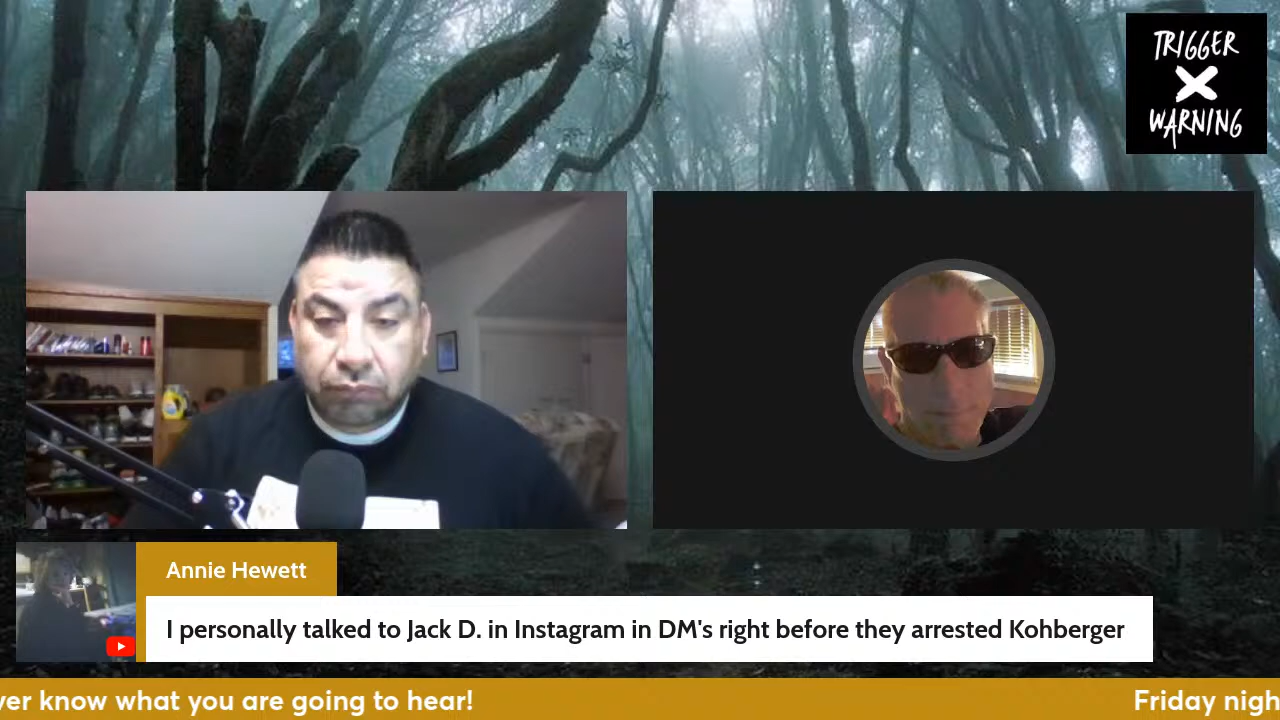 TRIGGER
WARNING
Annie Hewett
I personally talked to Jack D. in Instagram in DM's right before they arrested Kohberger
ver know what you are going to hear!
Friday nigh